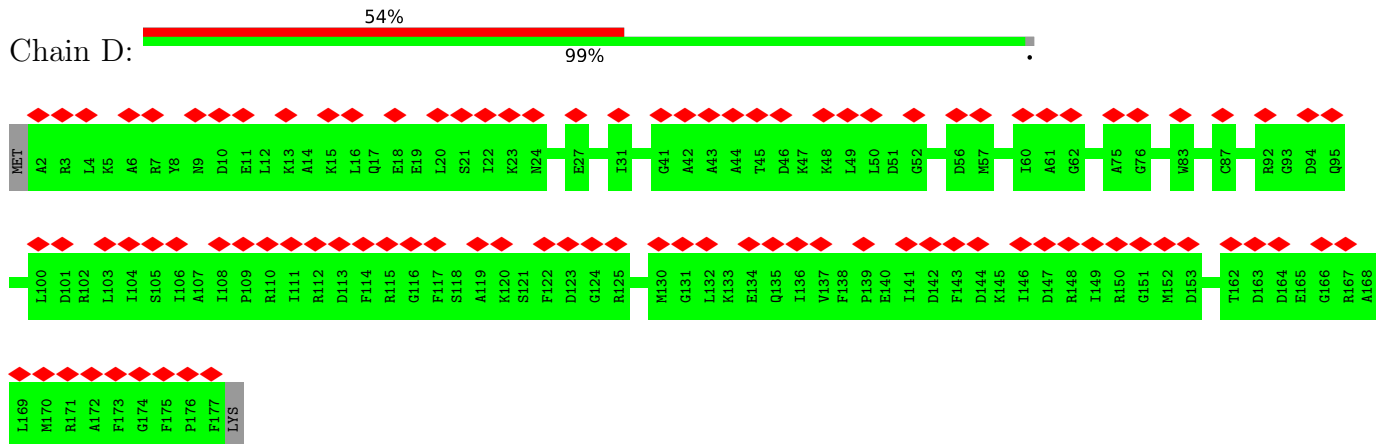 54%
Chain D:
99%
.
MET A2 R3 L4 K5 A6 R7 Y8 N9 D10 E11 L12 K13 A14 K15 L16 Q17 E18 E19 L20 S21 I22 K23 N24 E27 I31 G41 A42 A43 A44 T45 D46 K47 K48 L49 L50 D51 G52 D56 M57 I60 A61 G62 A75 G76 W83 C87 R92 G93 D94 Q95
L100 D101 R102 L103 I104 S105 I106 A107 I108 P109 R110 I111 R112 D113 F114 R115 G116 F117 S118 A119 K120 S121 F122 D123 G124 R125 M130 G131 L132 K133 E134 Q135 I136 V137 F138 P139 E140 I141 D142 F143 D144 K145 I146 D147 R148 I149 R150 G151 M152 D153 T162 D163 D164 E165 G166 R167 A168
L169 M170 R171 A172 F173 G174 F175 P176 F177 LYS